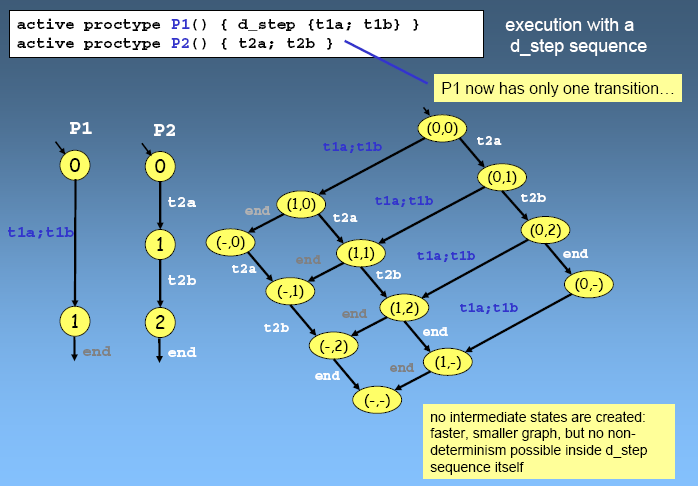 active proctype P1() { d_step {t1a; t1b} }
active proctype P2() { t2a; t2b }
execution with a
d_step sequence
P1 now has only one transition…
P1
P2
0
0
t2a
t1a;t1b
1
t2b
1
2
end
end
(0,0)
t1a;t1b
t2a
(0,1)
t1a;t1b
t2b
(1,0)
end
t2a
(0,2)
(-,0)
end
(1,1)
t1a;t1b
end
t2a
t2b
(0,-)
(-,1)
(1,2)
t1a;t1b
t2b
end
end
(-,2)
(1,-)
end
end
(-,-)
no intermediate states are created:
faster, smaller graph, but no non-
determinism possible inside d_step
sequence itself